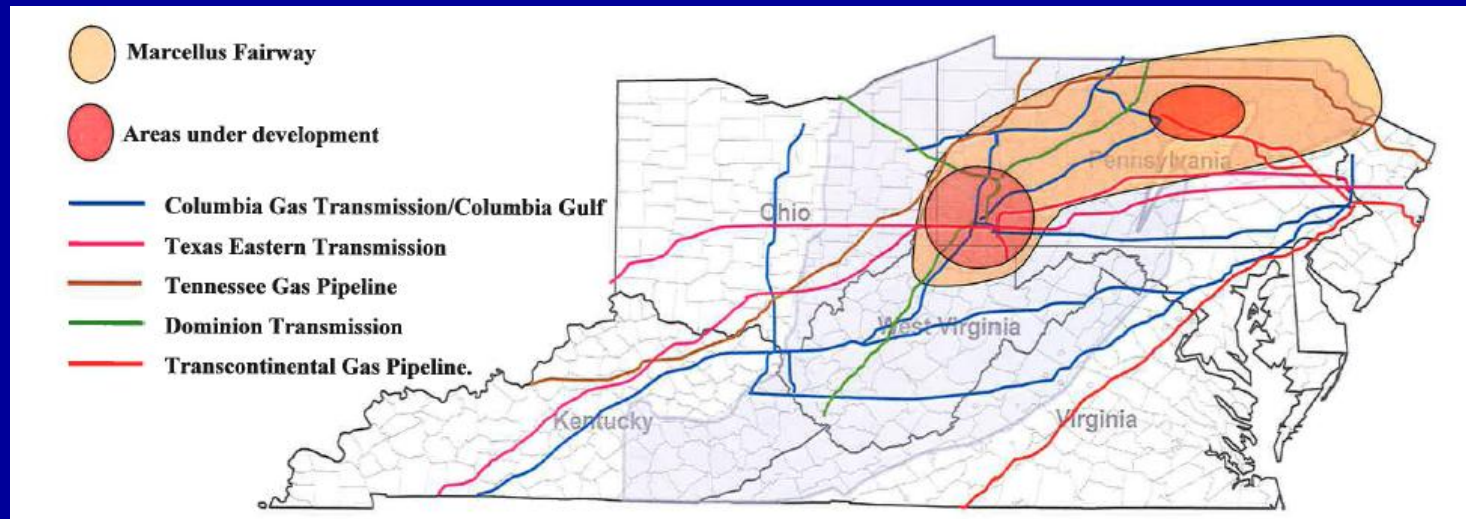 Marcellus Fairway
Areas under development
Columbia Gas Transmission/Columbia Gulf
Texas Eastern Transmission
Tennessee Gas Pipeline
Dominion Transmission
Transcontinental Gas Pipeline.
Pennsylvania
Ohio
West Virginia
Kentucky
Virginia